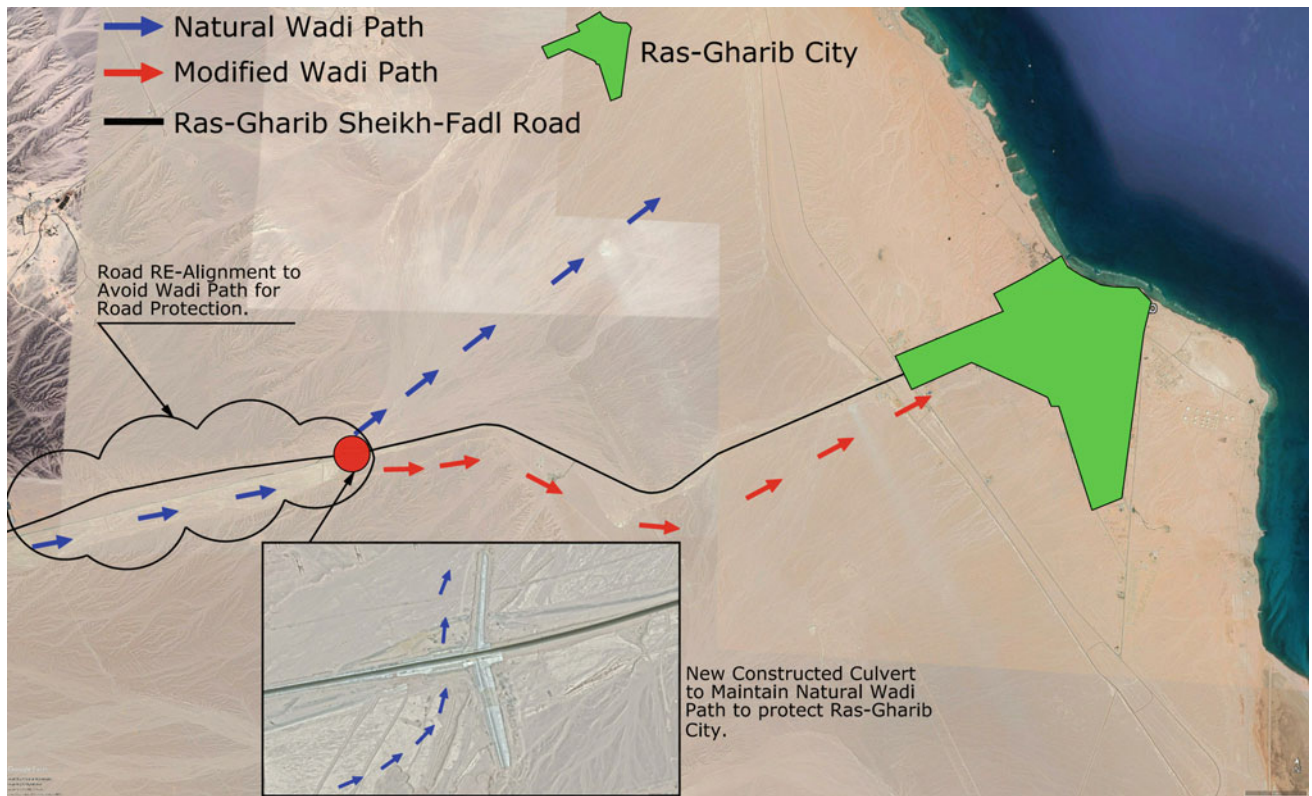 Natural Wadi Path
Modified Wadi Path
Ras-Gharib Sheikh-Fadl Road
Ras-Gharib City
Road RE-Alignment to
Avoid Wadi Path for
Road Protection.
New Constructed Culvert
to Maintain Natural Wadi
Path to protect Ras-Gharib
City.